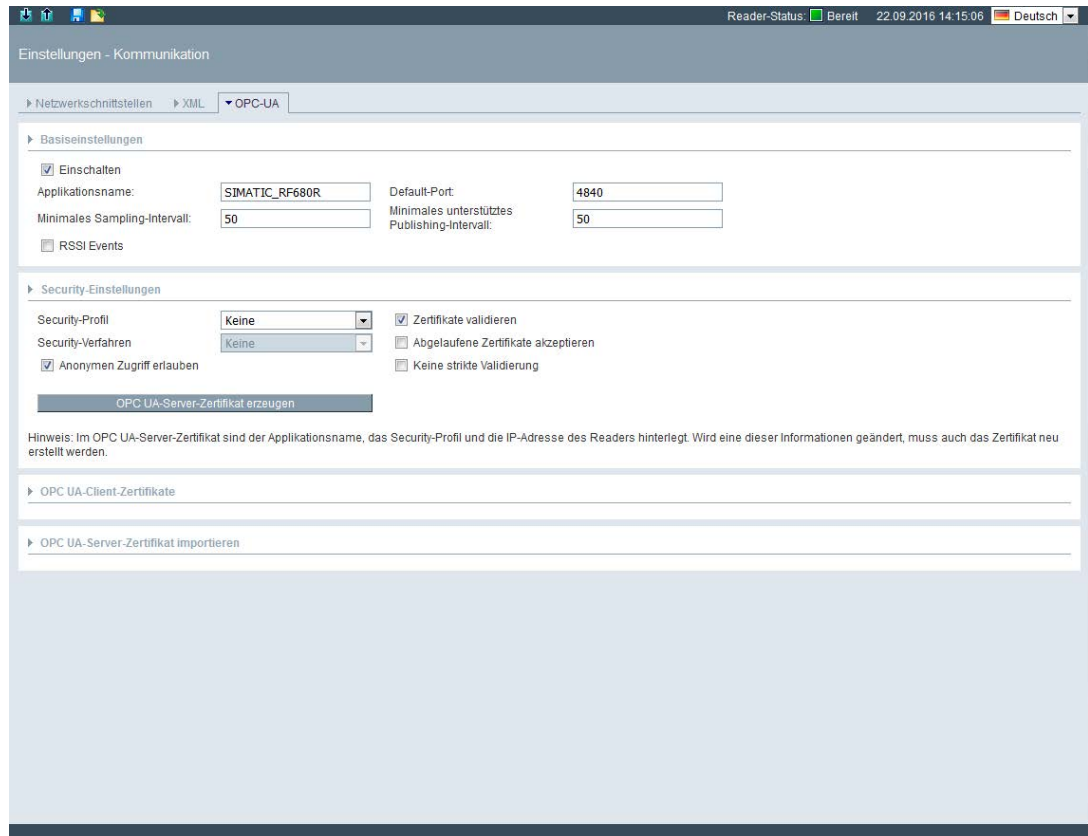 Reader-Status: Bereit 22.09.2016 14:15:06 Deutsch
Einstellungen - Kommunikation
Netzwerkschnittstellen XML OPC-UA
Basiseinstellungen
Einschalten
Applikationsname: SIMATIC_RF680R Default-Port: 4840
Minimales Sampling-Intervall: 50 Minimales unterstütztes
Publishing-Intervall: 50
RSSI Events
Security-Einstellungen
Security-Profil Keine Zertifikate validieren
Security-Verfahren Keine Abgelaufene Zertifikate akzeptieren
Anonymen Zugriff erlauben Keine strikte Validierung
OPC UA-Server-Zertifikat erzeugen
Hinweis: Im OPC UA-Server-Zertifikat sind der Applikationsname, das Security-Profil und die IP-Adresse des Readers hinterlegt. Wird eine dieser Informationen geändert, muss auch das Zertifikat neu
erstellt werden.
OPC UA-Client-Zertifikate
OPC UA-Server-Zertifikat importieren